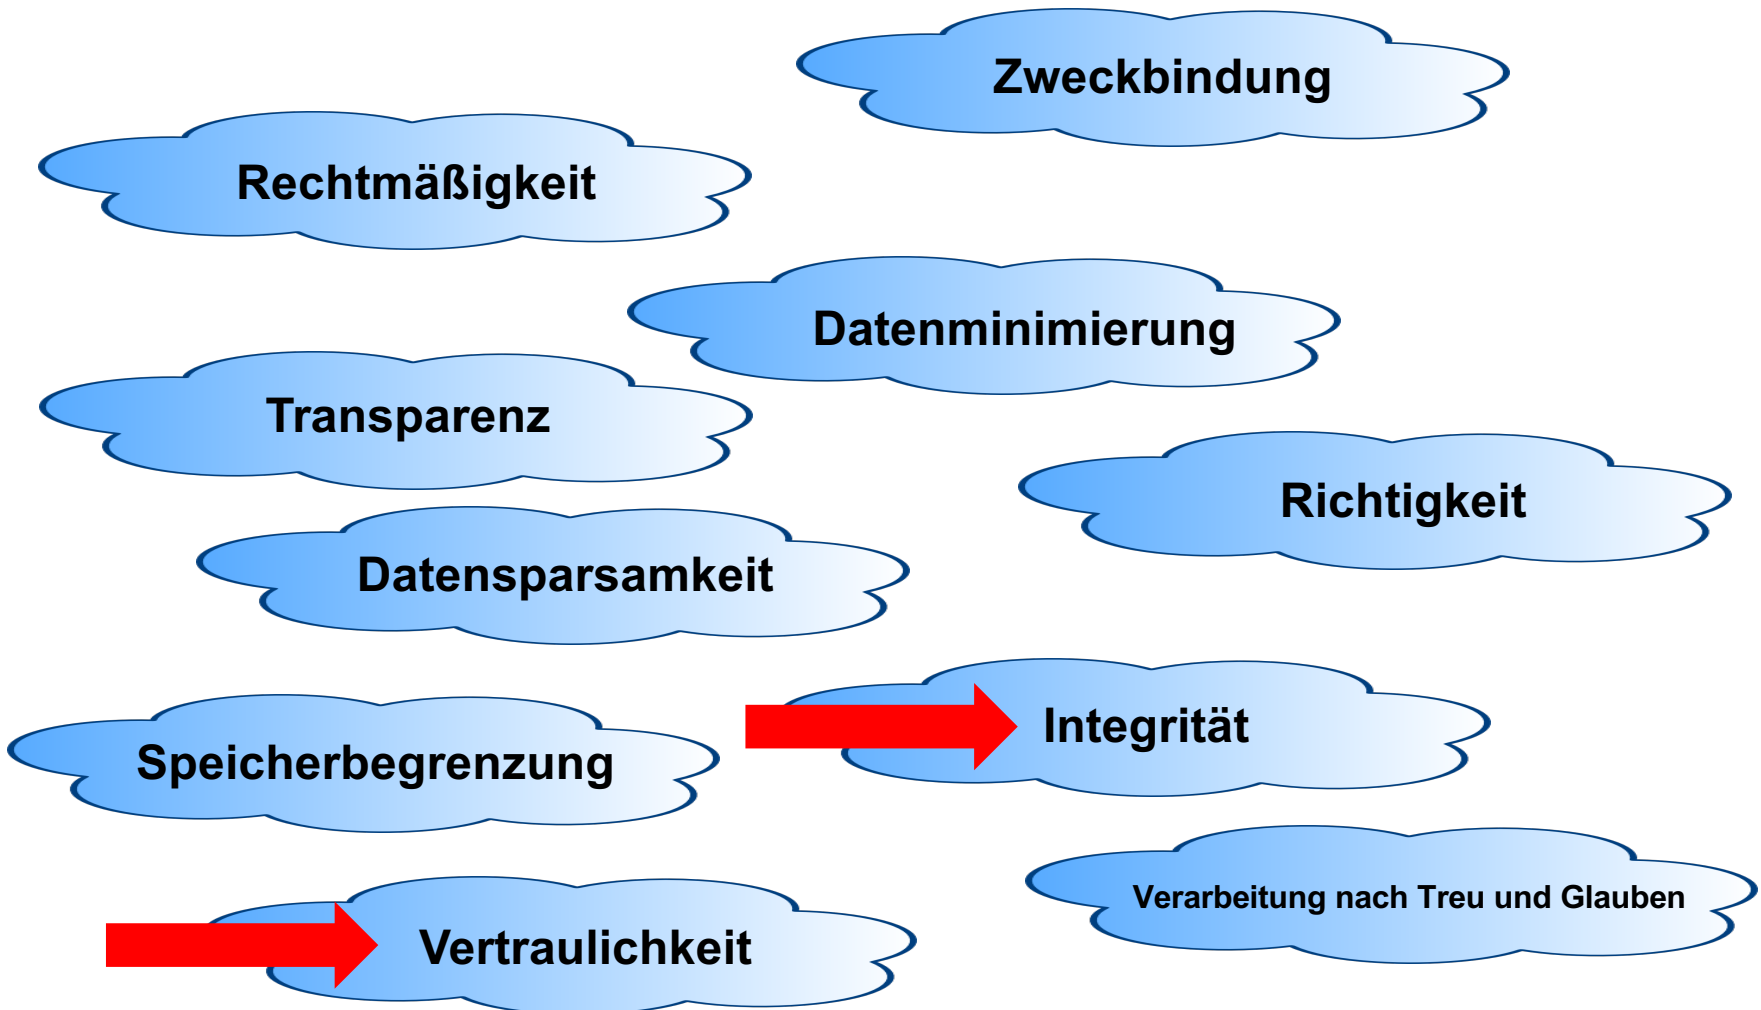 Zweckbindung
Rechtmäßigkeit
Datenminimierung
Transparenz
Richtigkeit
Datensparsamkeit
Integrität
Speicherbegrenzung
Verarbeitung nach Treu und Glauben
Vertraulichkeit